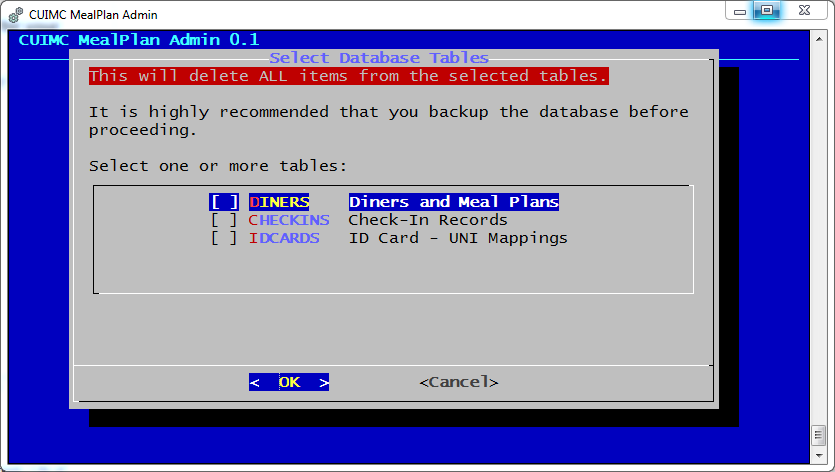 CUIMC MealPlan Admin
CUIMC MealPlan Admin 0.1
Select Database Tables
This will delete ALL items from the selected tables.
It is highly recommended that you backup the database before
proceeding.
Select one or more tables:
[ ] DINERS Diners and Meal Plans
[ ] CHECKINS Check-In Records
[ ] IDCARDS ID Card - UNI Mappings
< OK > <Cancel>